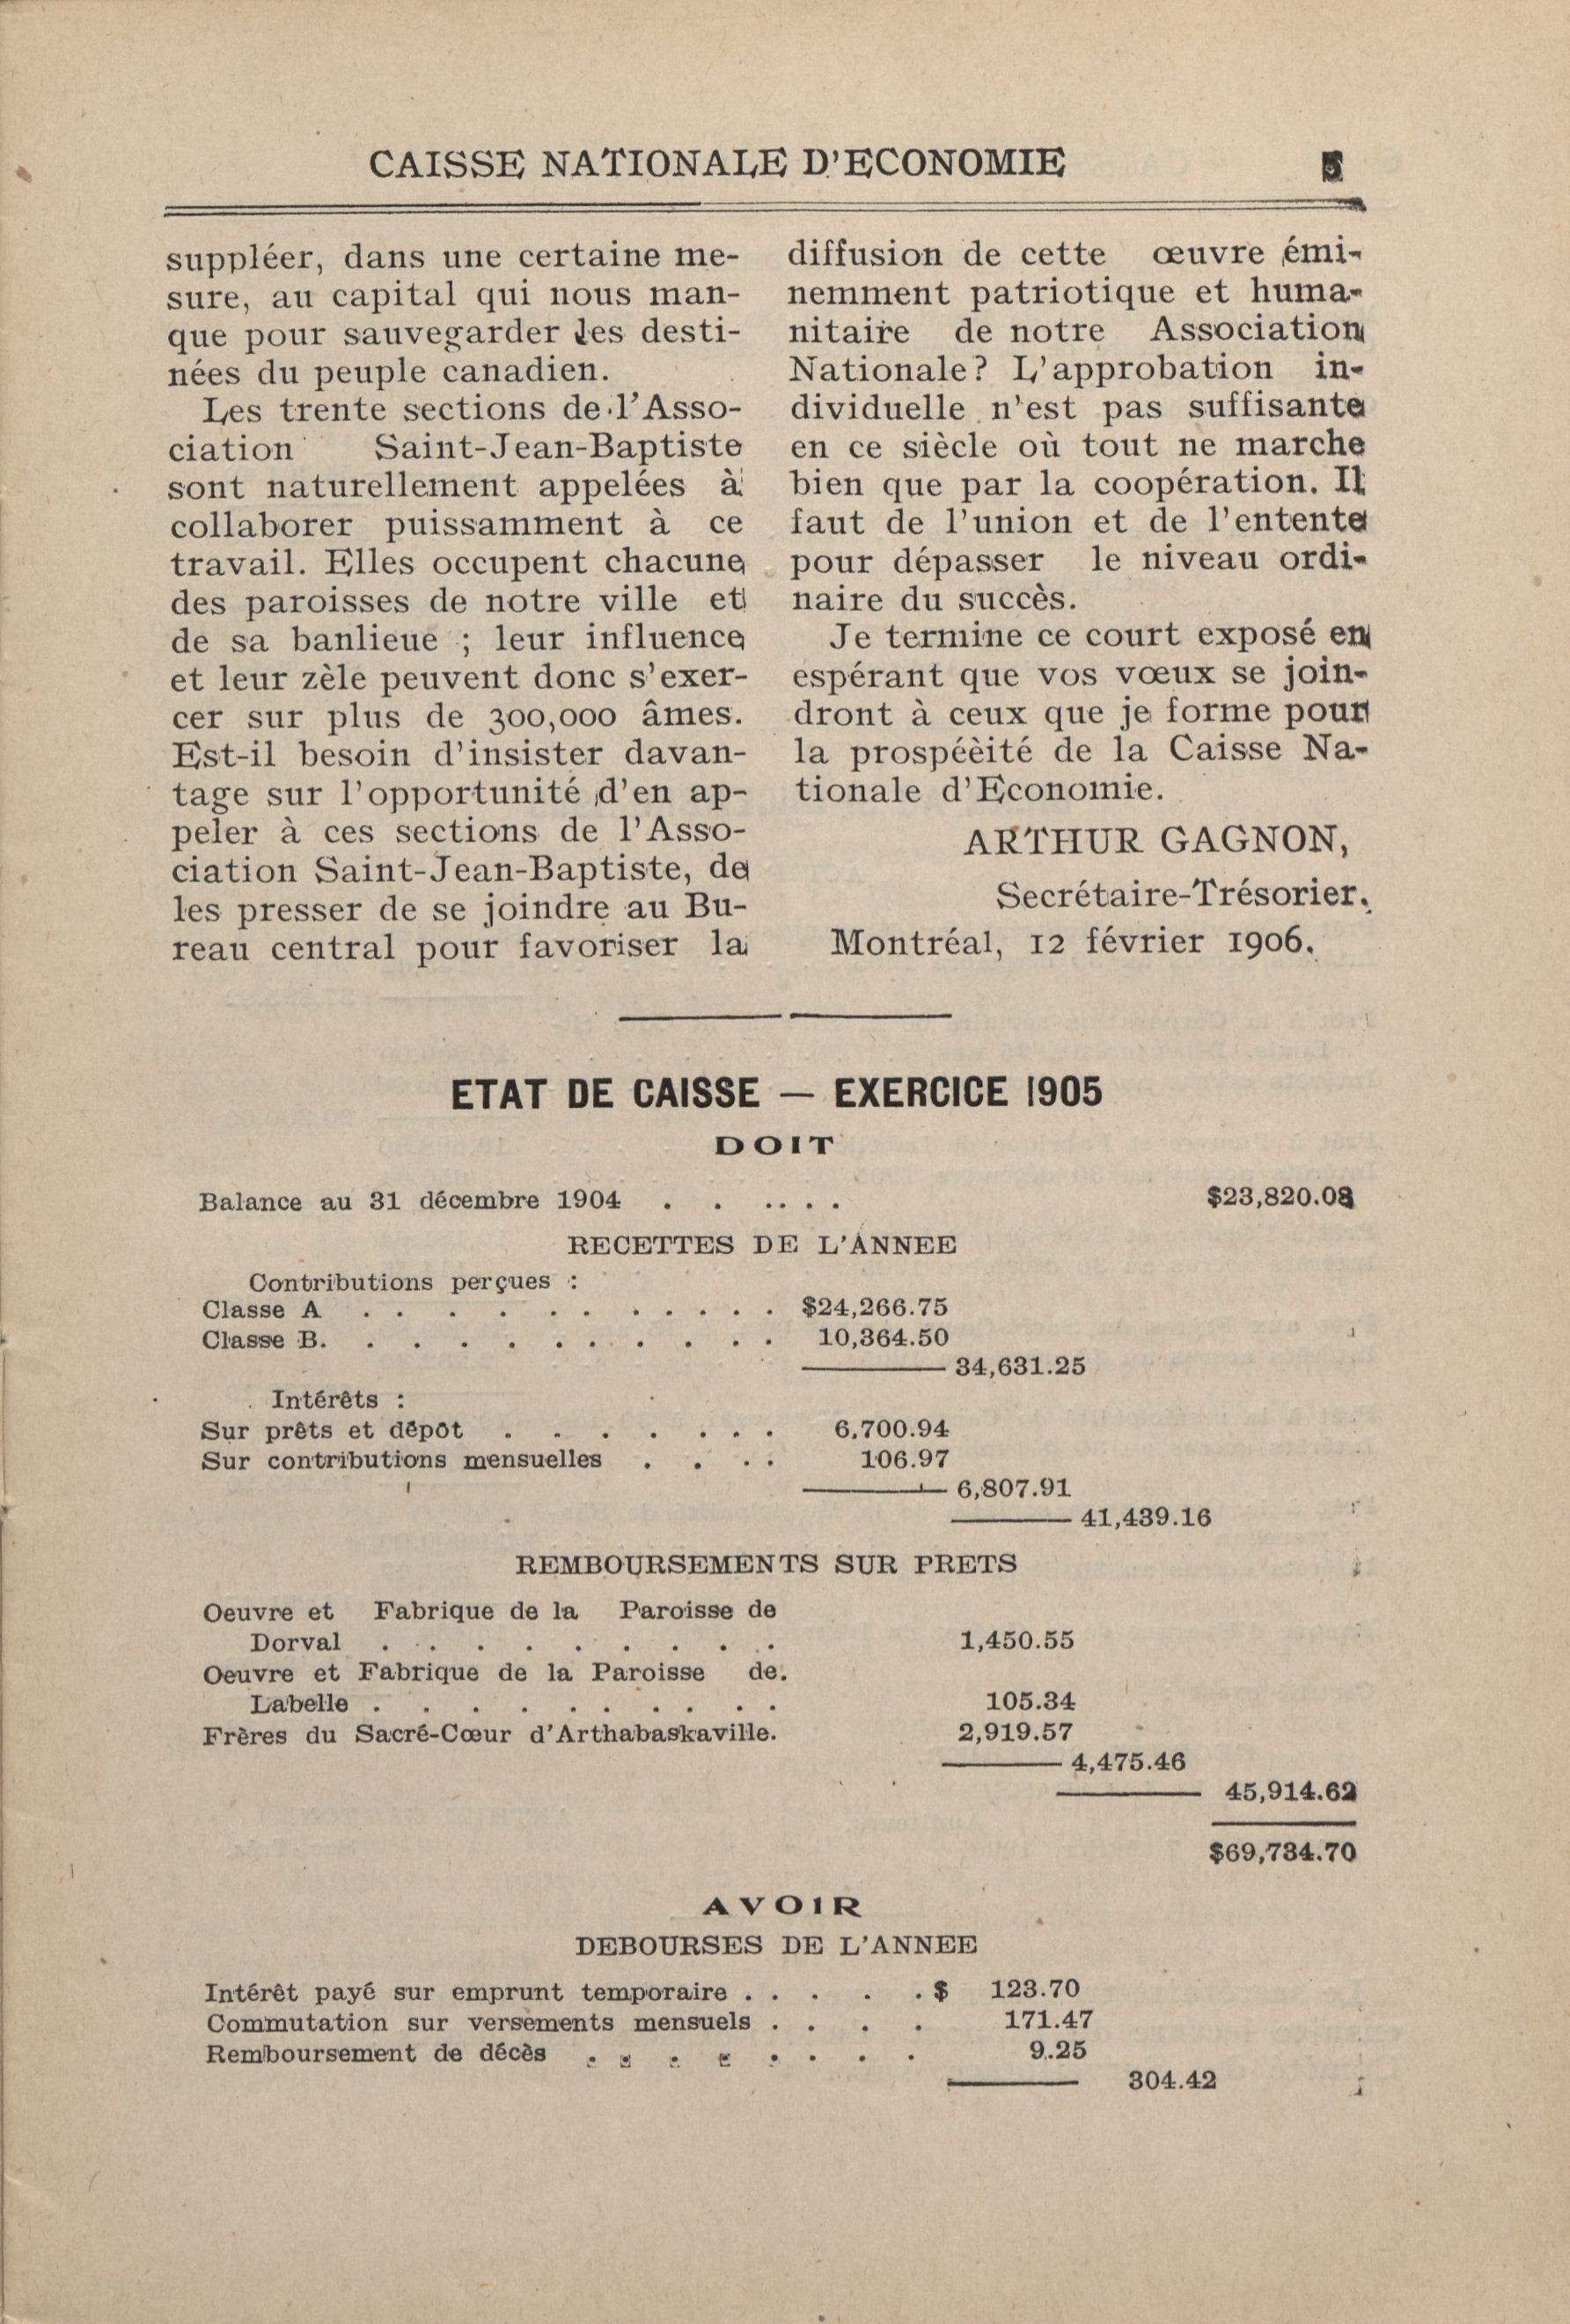 CAISSE NATIONALE D'ECONOMIE 5
suppléer, dans une certaine me-
sure, au capital qui nous man-
que pour sauvegarder les desti-
nées du peuple canadien.
Les trente sections de l'Asso-
ciation Saint-Jean-Baptiste
sont naturellement appelées à
collaborer puissamment à ce
travail. Elles occupent chacune
des paroisses de notre ville et
de sa banlieue ; leur influence
et leur zèle peuvent donc s'exer-
cer sur plus de 300,000 âmes.
Est-il besoin d'insister davan-
tage sur l'opportunité d'en ap-
peler à ces sections de l'Asso-
ciation Saint-Jean-Baptiste, de
les presser de se joindre au Bu-
reau central pour favoriser la
diffusion de cette œuvre émi-
nemment patriotique et huma-
nitaire de notre Association
Nationale? L'approbation in-
dividuelle n'est pas suffisante
en ce siècle où tout ne marche
bien que par la coopération. Il
faut de l'union et de l'entente
pour dépasser le niveau ordi-
naire du succès.
Je termine ce court exposé en
espérant que vos vœux se join-
dront à ceux que je forme pour
la prospéèité de la Caisse Na-
tionale d'Economie.
ARTHUR GAGNON,
Secrétaire-Trésorier.
Montréal, 12 février 1906.
ETAT DE CAISSE — EXERCICE 1905
DOIT
Balance au 31 décembre 1904 . . . . . . $23,820.08
RECETTES DE L'ANNEE
Contributions perçues :
Classe A . . . . . . . . . . . $24,266.75
Classe B. . . . . . . . . . . 10,364.50
34,631.25
Intérêts :
Sur prêts et dépôt . . . . . . . 6,700.94
Sur contributions mensuelles . . . . 106.97
6,807.91
41,439.16
REMBOURSEMENTS SUR PRETS
Oeuvre et Fabrique de la Paroisse de
Dorval . . . . . . . . . . 1,450.55
Oeuvre et Fabrique de la Paroisse de.
Labelle . . . . . . . . . 105.34
Frères du Sacré-Cœur d'Arthabaskaville. 2,919.57
4,475.46
45,914.62
$69,734.70
AVOIR
DEBOURSES DE L'ANNEE
Intérêt payé sur emprunt temporaire . . . . . $ 123.70
Commutation sur versements mensuels . . . . 171.47
Remboursement de décès . . . . . . . . 9.25
304.42